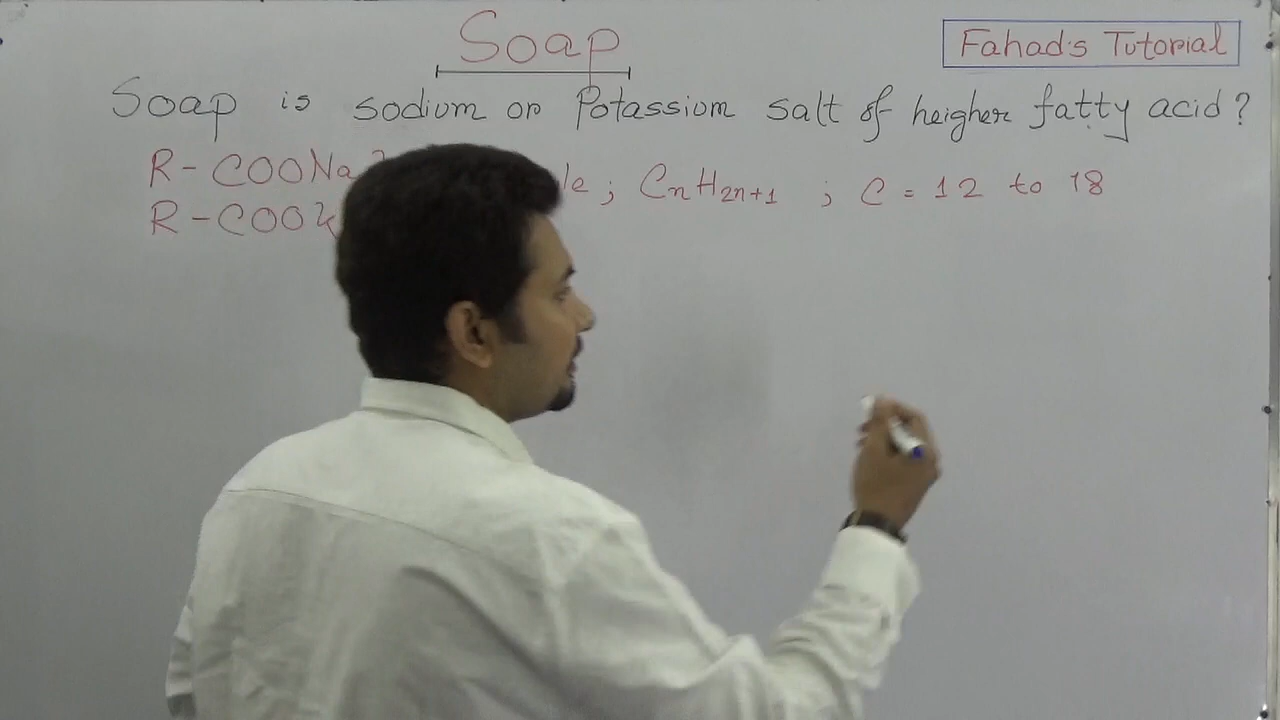 Soap
Fahad's Tutorial
Soap is sodium or Potassium salt of heigher fatty acid?
R-COONa
le; CnH2n+1 ; C = 12 to 18
R-COOK